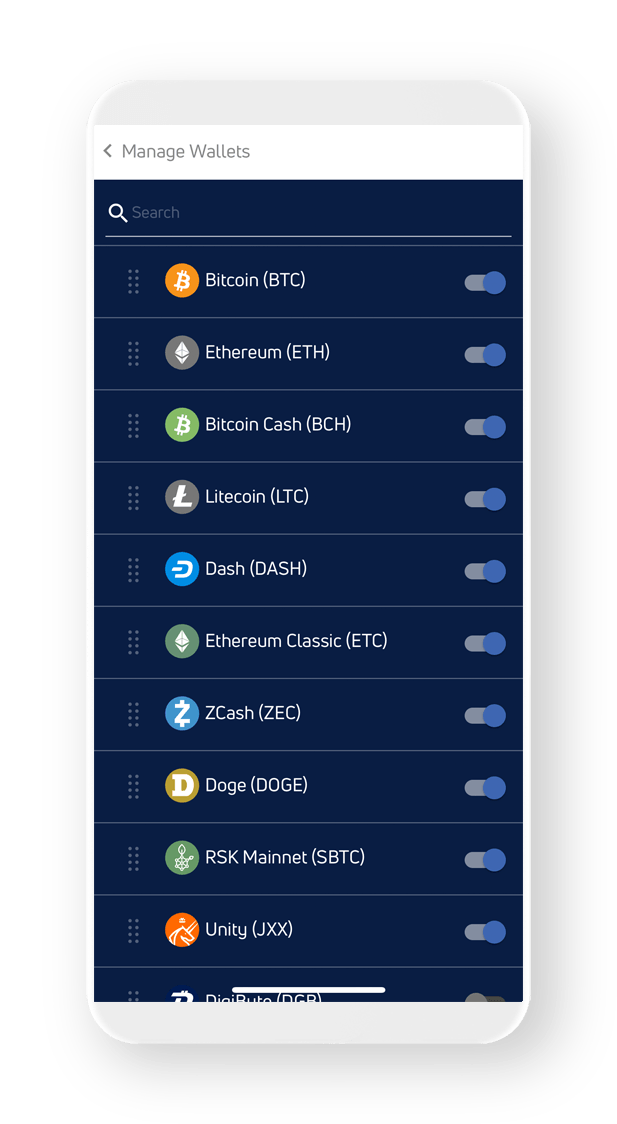 Manage Wallets
Search
Bitcoin (BTC)
Ethereum (ETH)
Bitcoin Cash (BCH)
Litecoin (LTC)
Dash (DASH)
Ethereum Classic (ETC)
ZCash (ZEC)
Doge (DOGE)
RSK Mainnet (SBTC)
Unity (JXX)
DigiByte (DGB)